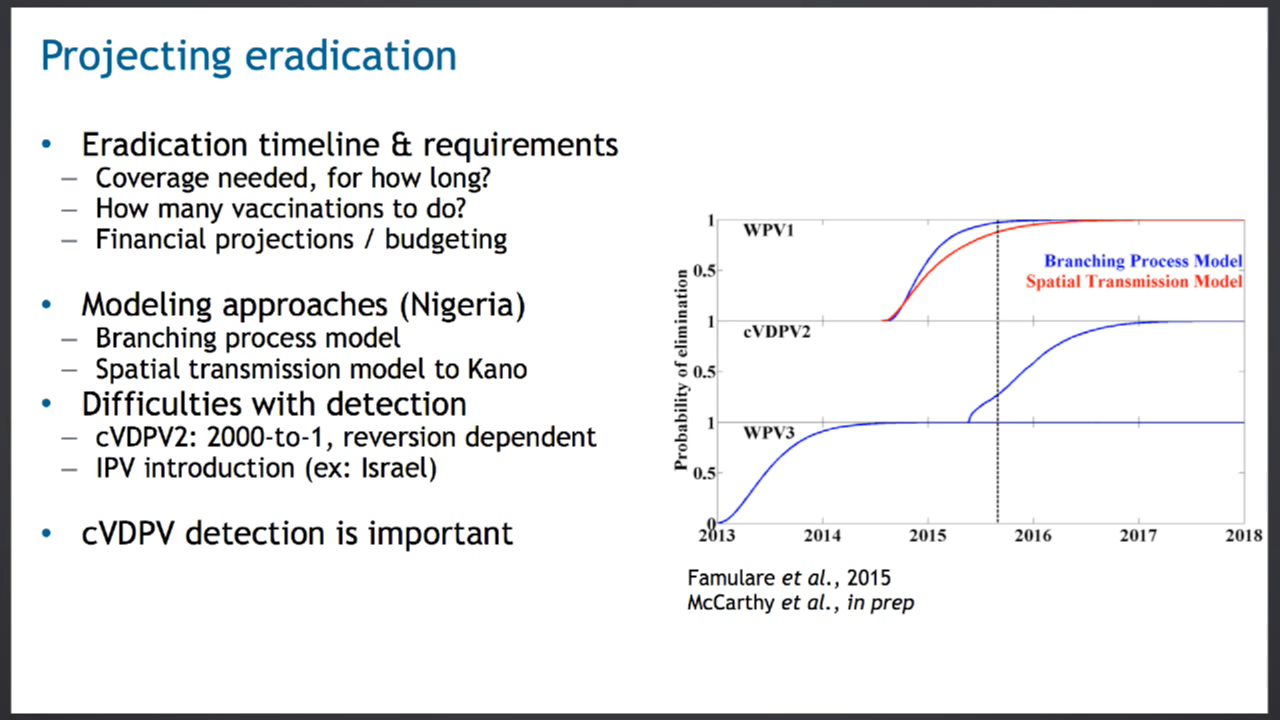 Projecting eradication
• Eradication timeline & requirements
– Coverage needed, for how long?
– How many vaccinations to do?
– Financial projections / budgeting
• Modeling approaches (Nigeria)
– Branching process model
– Spatial transmission model to Kano
• Difficulties with detection
– cVDPV2: 2000-to-1, reversion dependent
– IPV introduction (ex: Israel)
• cVDPV detection is important
Probability of elimination
1
WPV1
Branching Process Model
0.5
Spatial Transmission Model
1
cVDPV2
0.5
1
WPV3
0.5
0
2013 2014 2015 2016 2017 2018
Famulare et al., 2015
McCarthy et al., in prep